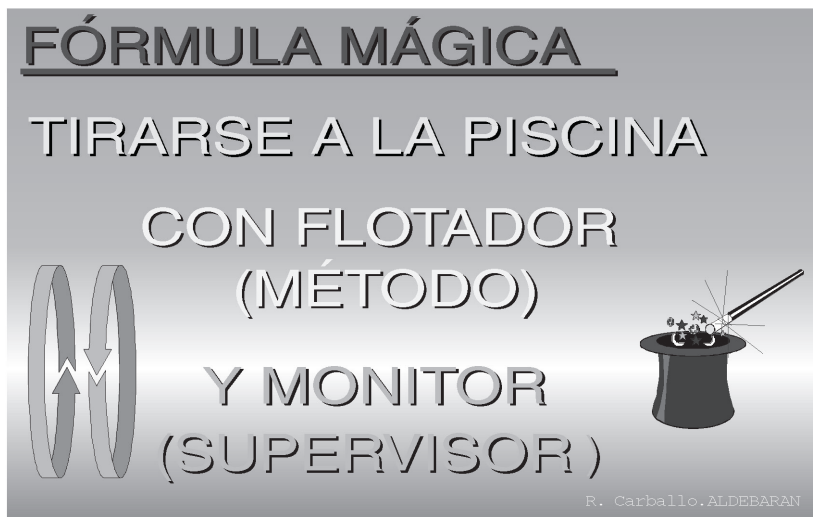 FÓRMULA MÁGICA
TIRARSE A LA PISCINA
CON FLOTADOR
(MÉTODO)
Y MONITOR
(SUPERVISOR )
R. Carballo.ALDEBARAN